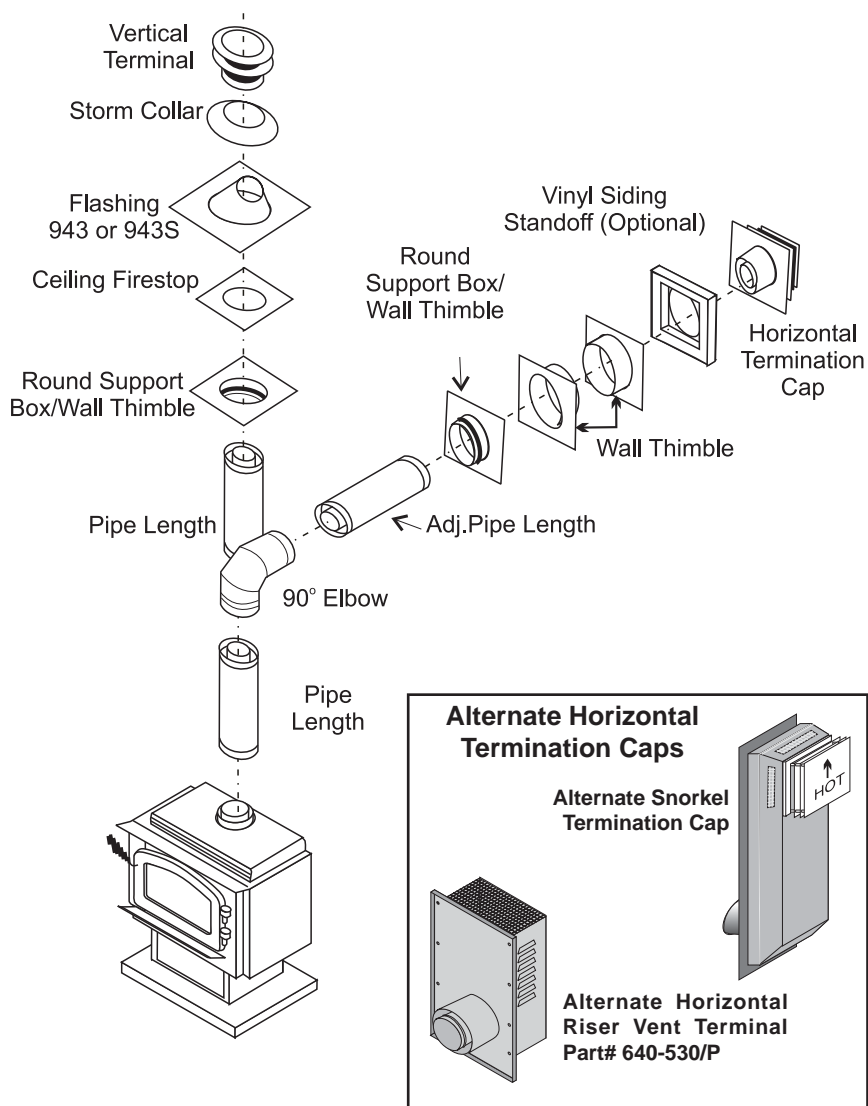 Vertical
Terminal
Storm Collar
Flashing
943 or 943S
Ceiling Firestop
Round Support
Box/Wall Thimble
Pipe Length
90° Elbow
Pipe
Length
Adj.Pipe Length
Round
Support Box/
Wall Thimble
Wall Thimble
Vinyl Siding
Standoff (Optional)
Horizontal
Termination
Cap
Alternate Horizontal
Termination Caps
Alternate Snorkel
Termination Cap
HOT
Alternate Horizontal
Riser Vent Terminal
Part# 640-530/P